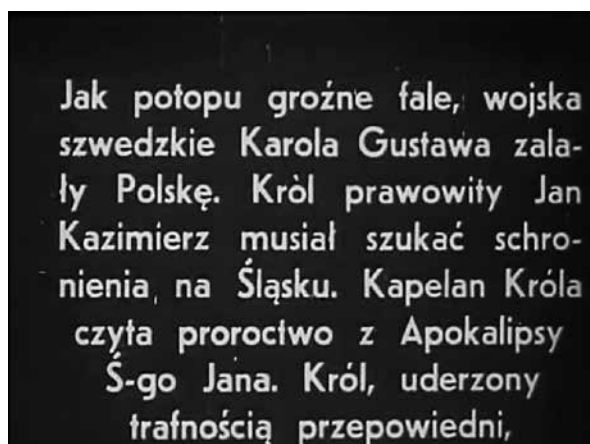 Jak potopu groźne fale, wojska
szwedzkie Karola Gustawa zala-
ły Polskę. Kròl prawowity Jan
Kazimierz musiał szukać schro-
nienia na Śląsku. Kapelan Króla
czyta proroctwo z Apokalipsy
Ś-go Jana. Król, uderzony
trafnością przepowiedni,